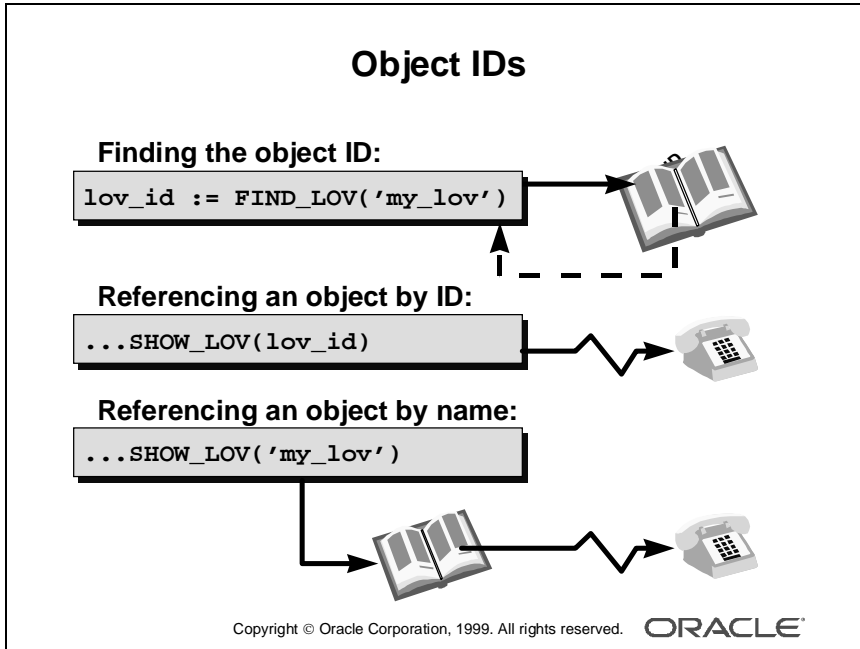 Object IDs
Finding the object ID:
lov_id := FIND_LOV('my_lov')
Referencing an object by ID:
...SHOW_LOV(lov_id)
Referencing an object by name:
...SHOW_LOV('my_lov')
Copyright © Oracle Corporation, 1999. All rights reserved. ORACLE®